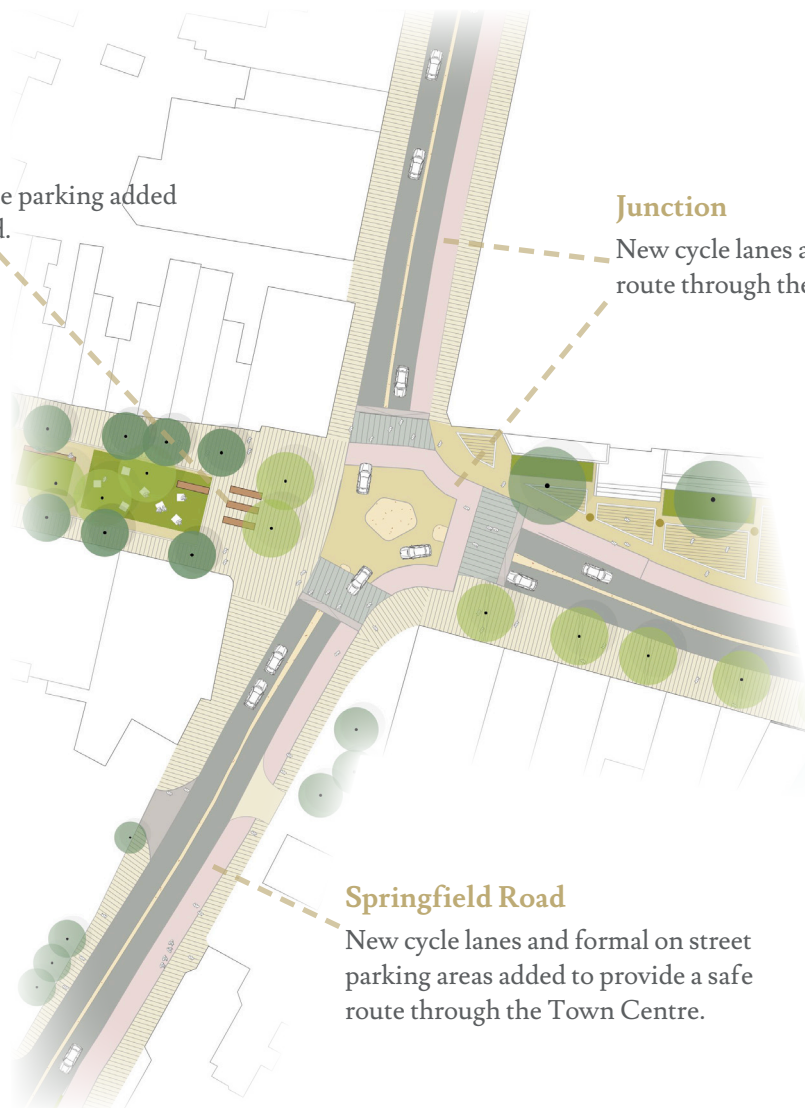 e parking added
d.
Junction
New cycle lanes a
route through the
Springfield Road
New cycle lanes and formal on street
parking areas added to provide a safe
route through the Town Centre.